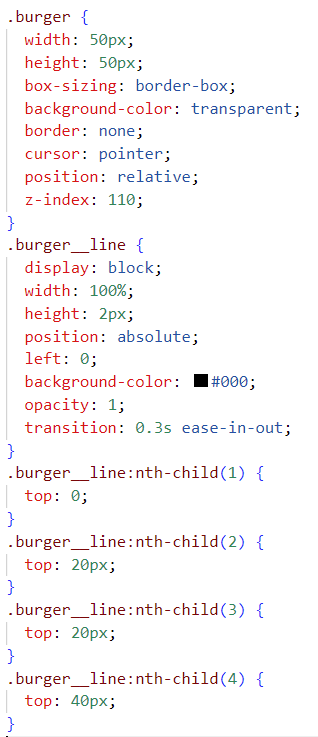 .burger {
  width: 50px;
  height: 50px;
  box-sizing: border-box;
  background-color: transparent;
  border: none;
  cursor: pointer;
  position: relative;
  z-index: 110;
}
.burger__line {
  display: block;
  width: 100%;
  height: 2px;
  position: absolute;
  left: 0;
  background-color: #000;
  opacity: 1;
  transition: 0.3s ease-in-out;
}
.burger__line:nth-child(1) {
  top: 0;
}
.burger__line:nth-child(2) {
  top: 20px;
}
.burger__line:nth-child(3) {
  top: 20px;
}
.burger__line:nth-child(4) {
  top: 40px;
}